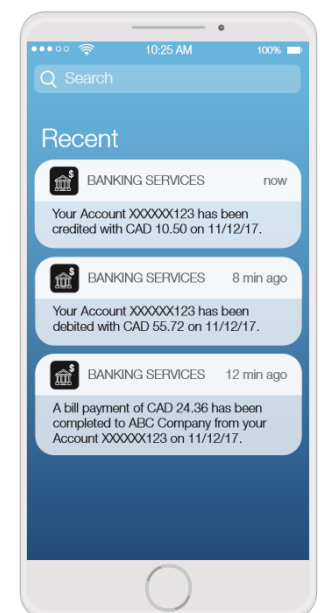 10:25 AM
100%
Search
Recent
BANKING SERVICES now
Your Account XXXXXX123 has been
credited with CAD 10.50 on 11/12/17.
BANKING SERVICES 8 min ago
Your Account XXXXXX123 has been
debited with CAD 55.72 on 11/12/17.
BANKING SERVICES 12 min ago
A bill payment of CAD 24.36 has been
completed to ABC Company from your
Account XXXXXX123 on 11/12/17.